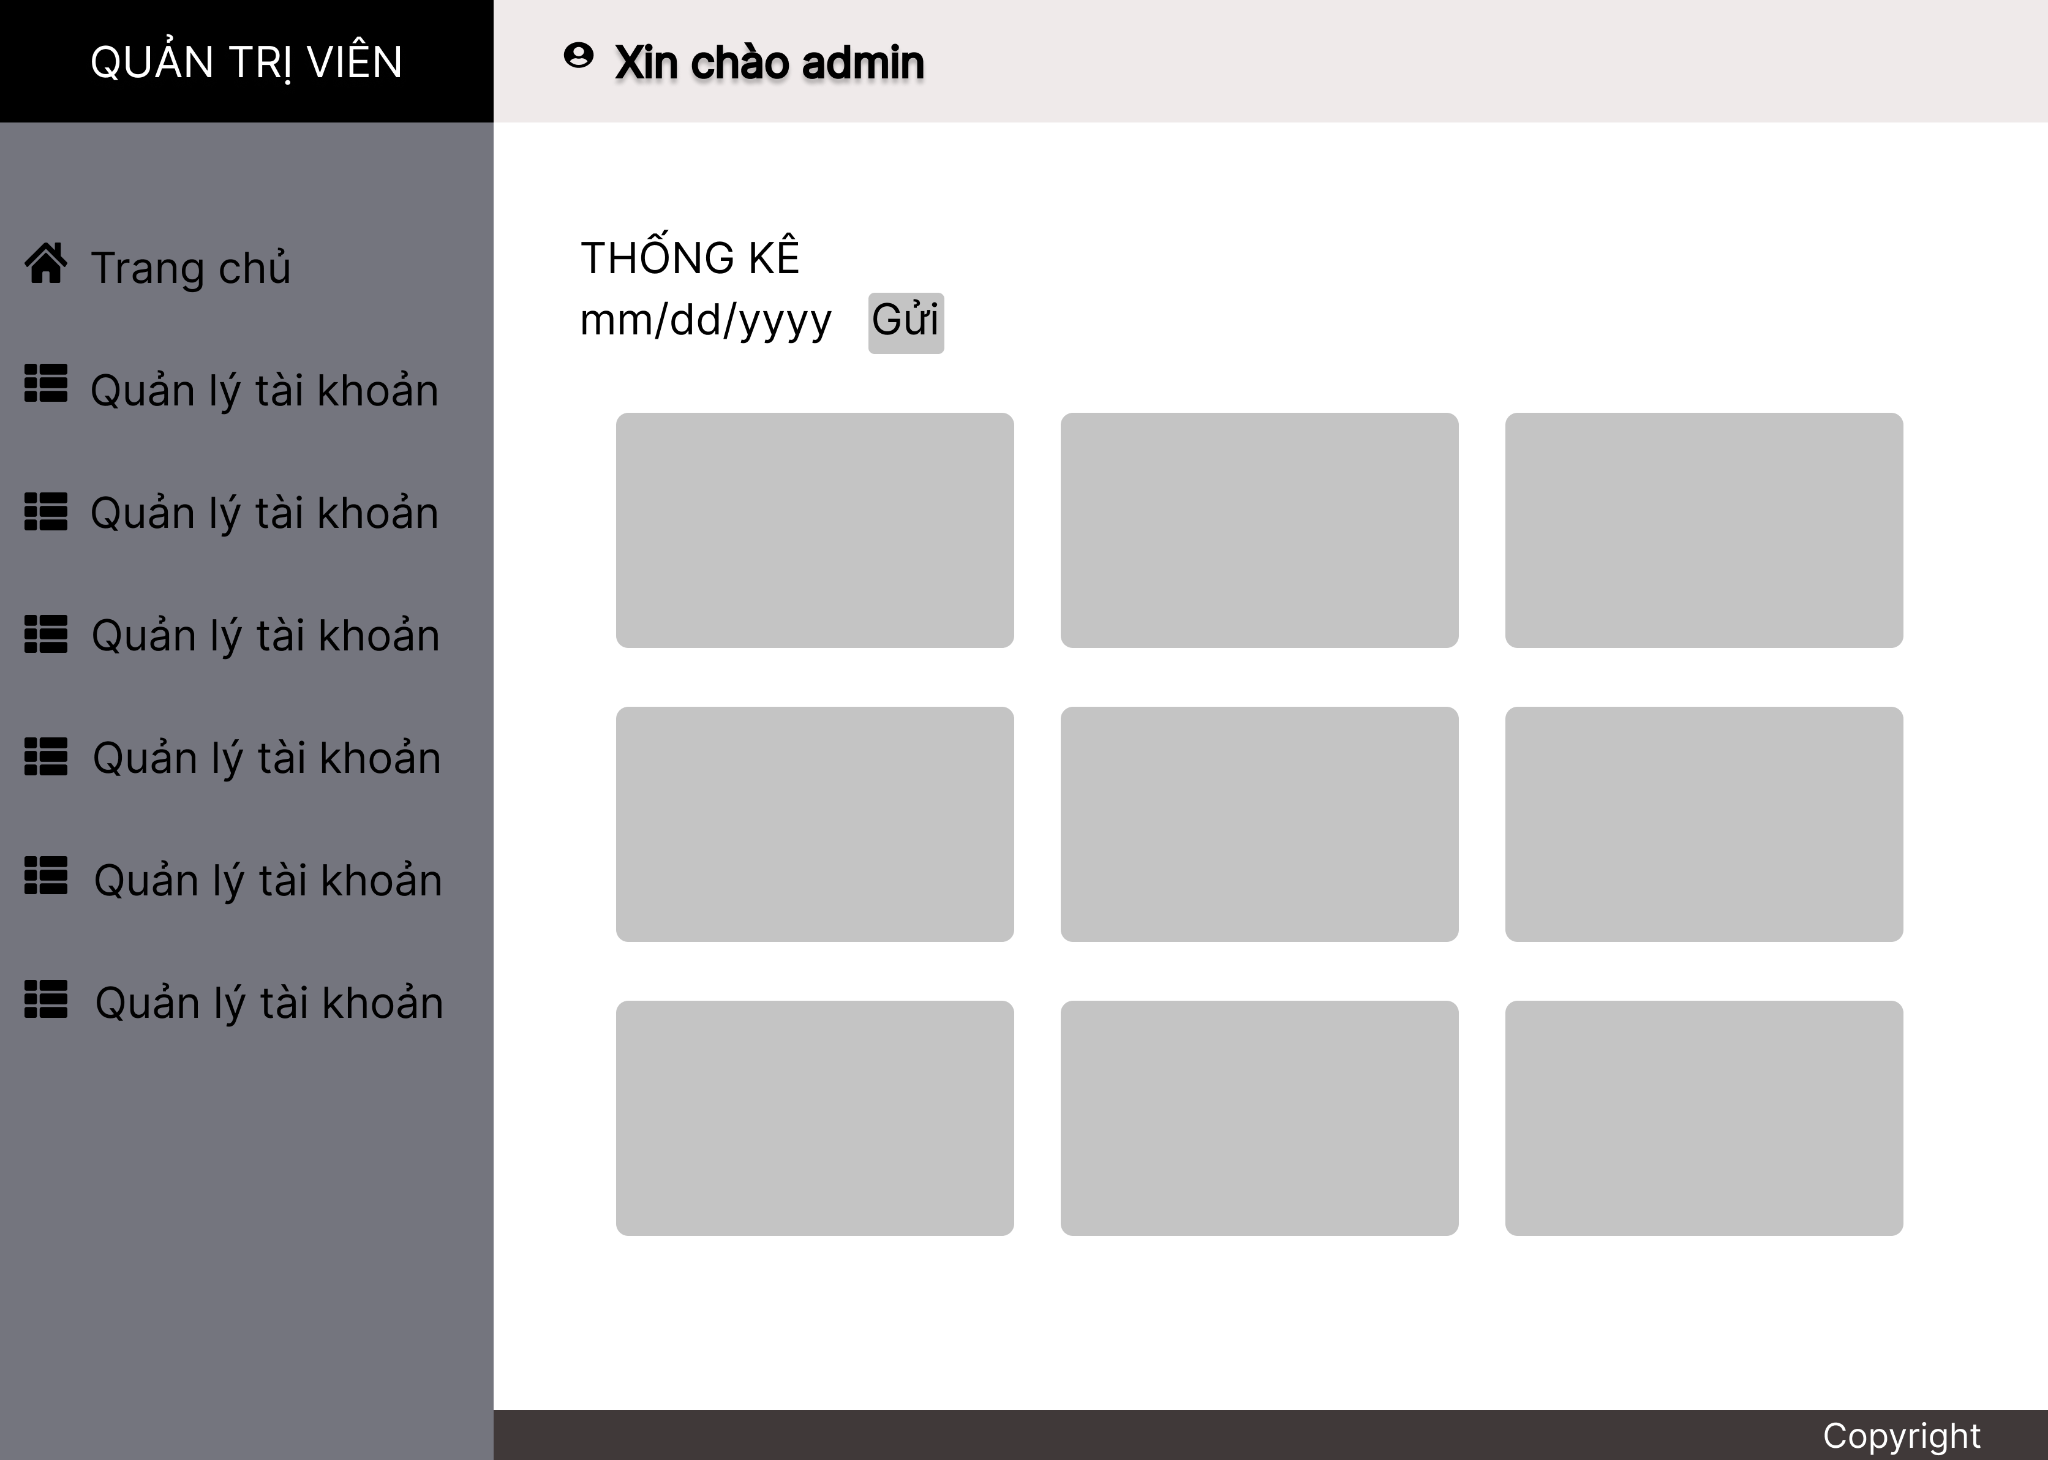 QUẢN TRỊ VIÊN
Xin chào admin
Trang chủ
Quản lý tài khoản
Quản lý tài khoản
Quản lý tài khoản
Quản lý tài khoản
Quản lý tài khoản
Quản lý tài khoản
THỐNG KÊ
mm/dd/yyyy Gửi
Copyright